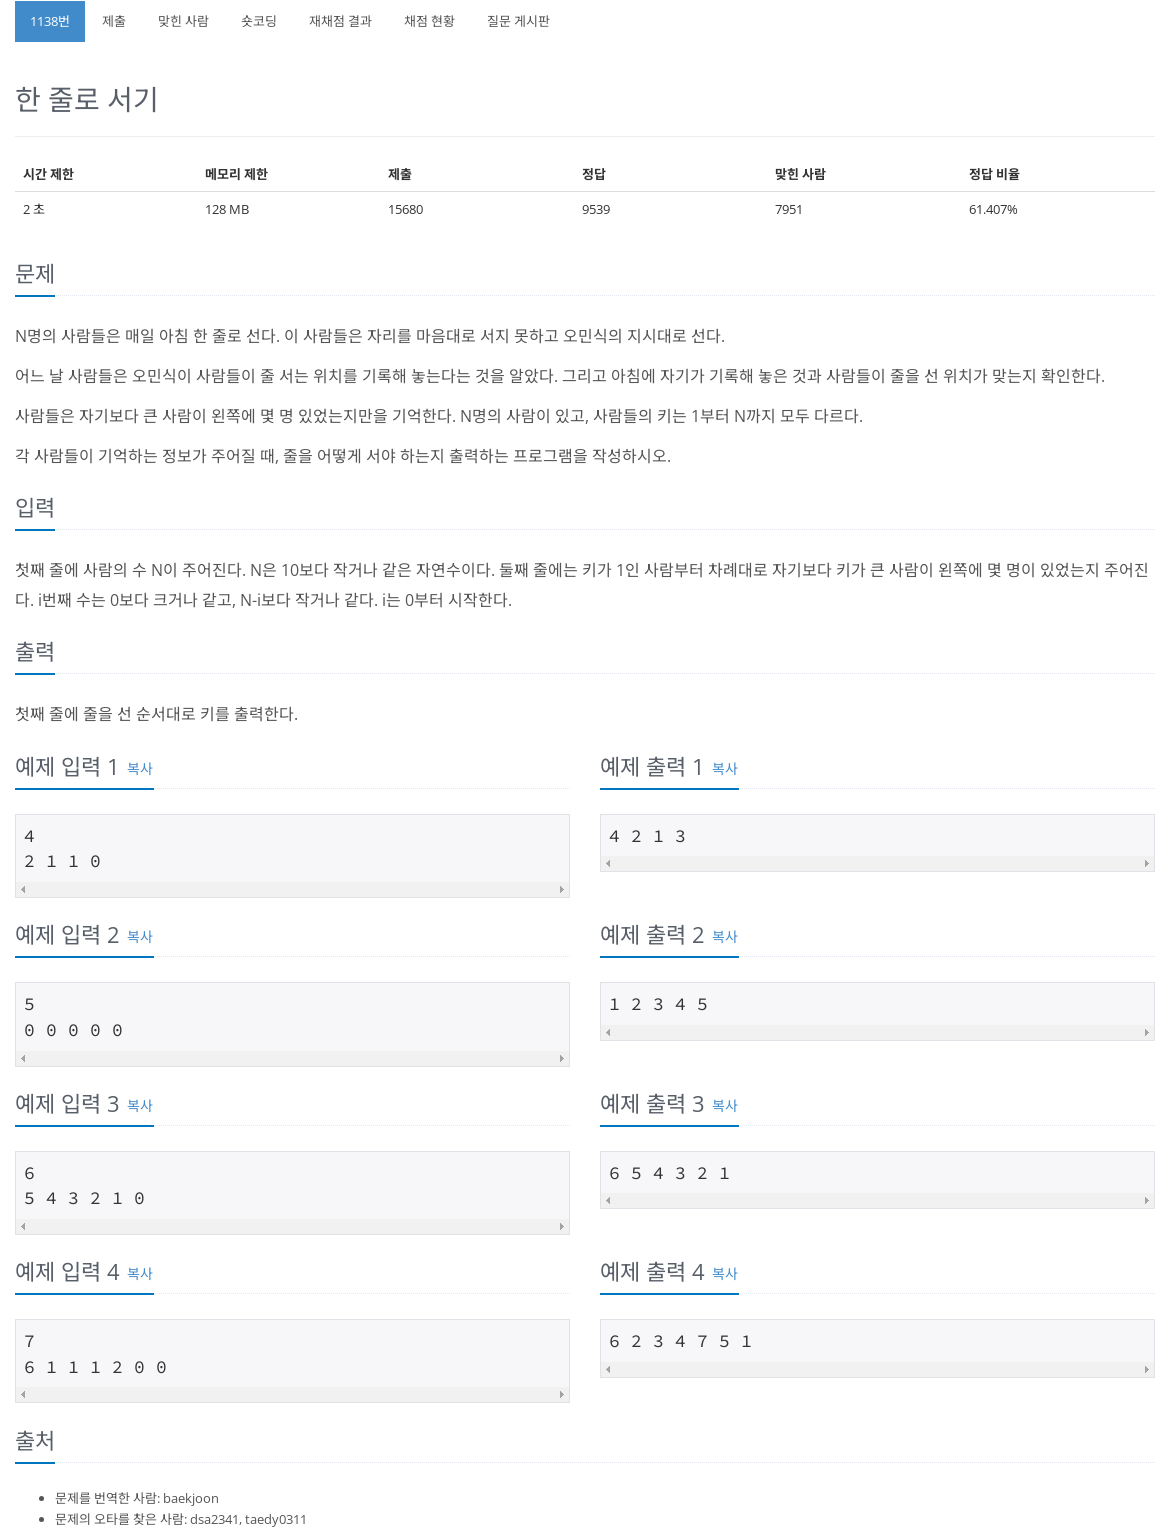 1138번 제출 맞힌 사람 숏코딩 재채점 결과 채점 현황 질문 게시판
한 줄로 서기
시간 제한 메모리 제한 제출 정답 맞힌 사람 정답 비율
2 초 128 MB 15680 9539 7951 61.407%
문제
N명의 사람들은 매일 아침 한 줄로 선다. 이 사람들은 자리를 마음대로 서지 못하고 오민식의 지시대로 선다.
어느 날 사람들은 오민식이 사람들이 줄 서는 위치를 기록해 놓는다는 것을 알았다. 그리고 아침에 자기가 기록해 놓은 것과 사람들이 줄을 선 위치가 맞는지 확인한다.
사람들은 자기보다 큰 사람이 왼쪽에 몇 명 있었는지만을 기억한다. N명의 사람이 있고, 사람들의 키는 1부터 N까지 모두 다르다.
각 사람들이 기억하는 정보가 주어질 때, 줄을 어떻게 서야 하는지 출력하는 프로그램을 작성하시오.
입력
첫째 줄에 사람의 수 N이 주어진다. N은 10보다 작거나 같은 자연수이다. 둘째 줄에는 키가 1인 사람부터 차례대로 자기보다 키가 큰 사람이 왼쪽에 몇 명이 있었는지 주어진
다. i번째 수는 0보다 크거나 같고, N-i보다 작거나 같다. i는 0부터 시작한다.
출력
첫째 줄에 줄을 선 순서대로 키를 출력한다.
예제 입력 1 복사
4
2 1 1 0
예제 출력 1 복사
4 2 1 3
예제 입력 2 복사
5
0 0 0 0 0
예제 출력 2 복사
1 2 3 4 5
예제 입력 3 복사
6
5 4 3 2 1 0
예제 출력 3 복사
6 5 4 3 2 1
예제 입력 4 복사
7
6 1 1 1 2 0 0
예제 출력 4 복사
6 2 3 4 7 5 1
출처
문제를 번역한 사람: baekjoon
문제의 오타를 찾은 사람: dsa2341, taedy0311